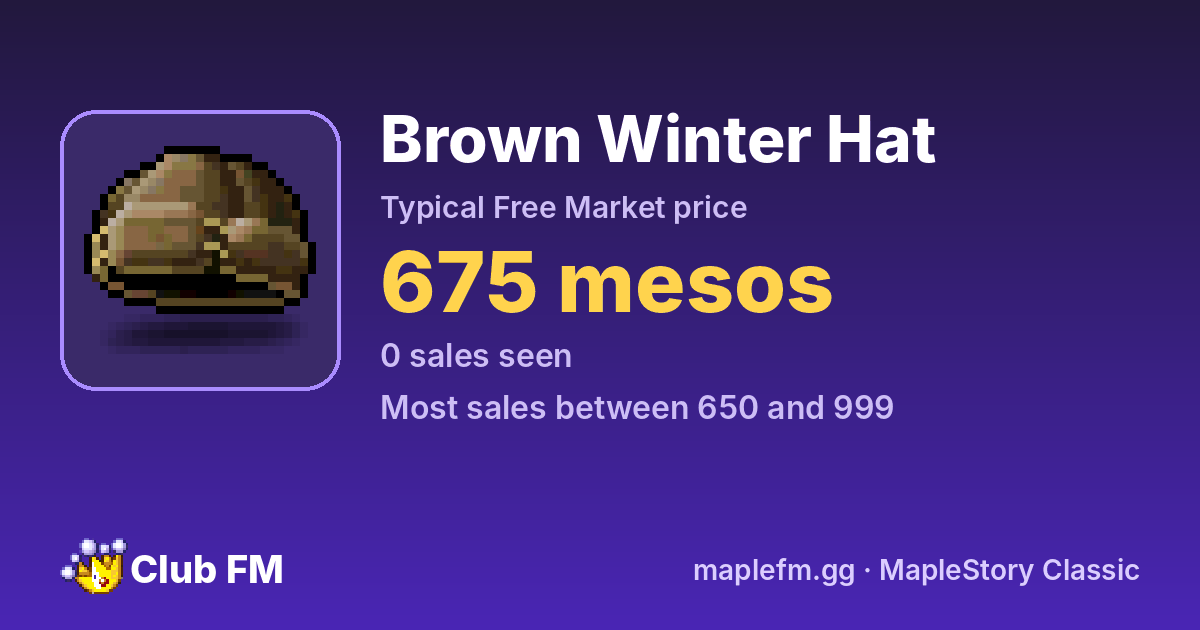 Brown Winter Hat
Typical Free Market price
675 mesos
0 sales seen
Most sales between 650 and 999
Club FM
maplefm.gg · MapleStory Classic